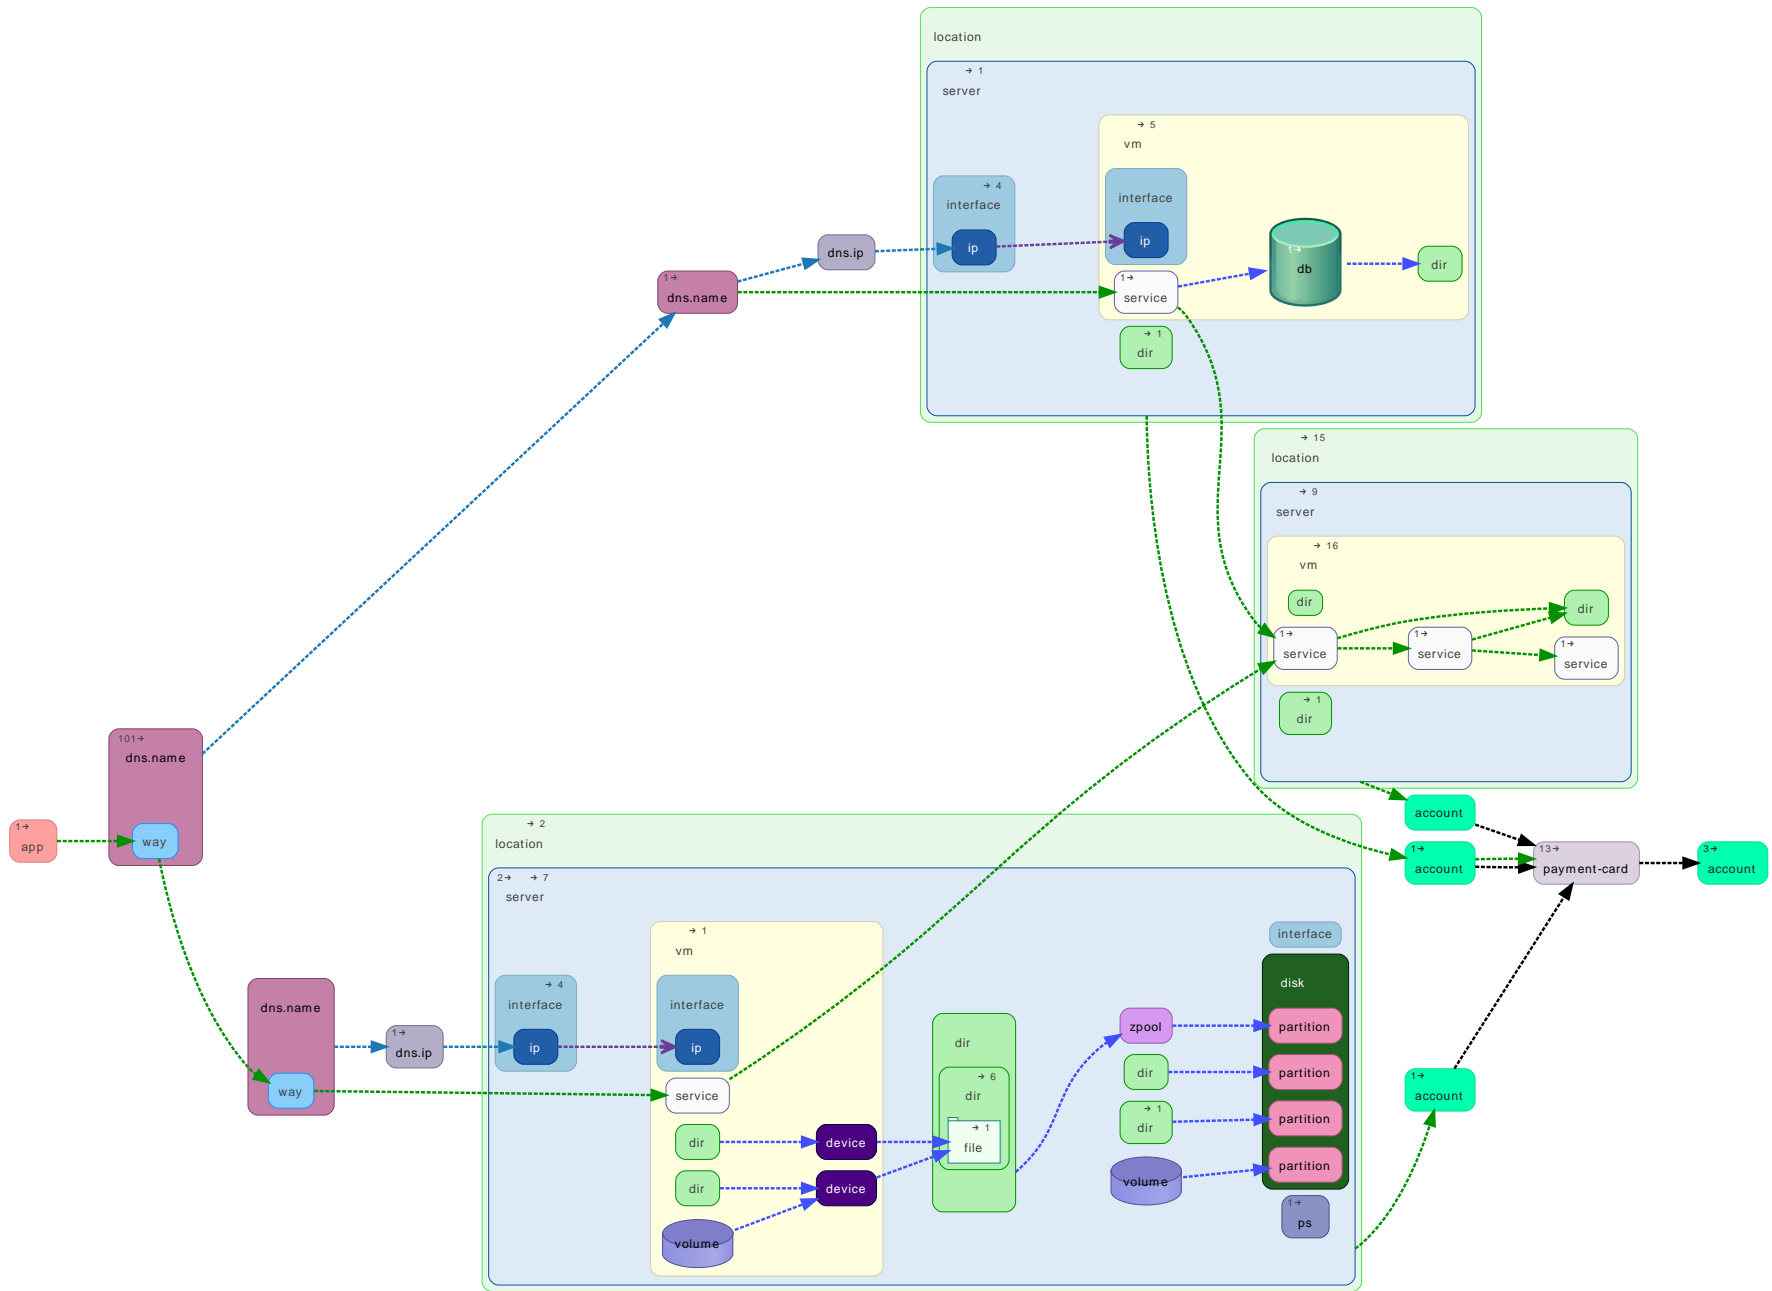 location
→ 1
server
→ 5
vm
→ 4
interface
ip
interface
ip
1→
db
dir
dns.ip
1→
dns.name
1→
service
→ 1
dir
→ 15
location
→ 9
server
→ 16
vm
dir
dir
1→
service
1→
service
1→
service
→ 1
dir
101→
dns.name
way
1→
app
account
1→
account
13→
payment-card
3→
account
→ 2
location
2→ → 7
server
→ 1
vm
interface
disk
→ 4
interface
ip
interface
ip
dns.name
way
1→
dns.ip
service
dir
device
dir
device
volume
dir
→ 6
dir
→ 1
file
zpool
partition
dir
partition
→ 1
dir
partition
volume
partition
1→
ps
1→
account